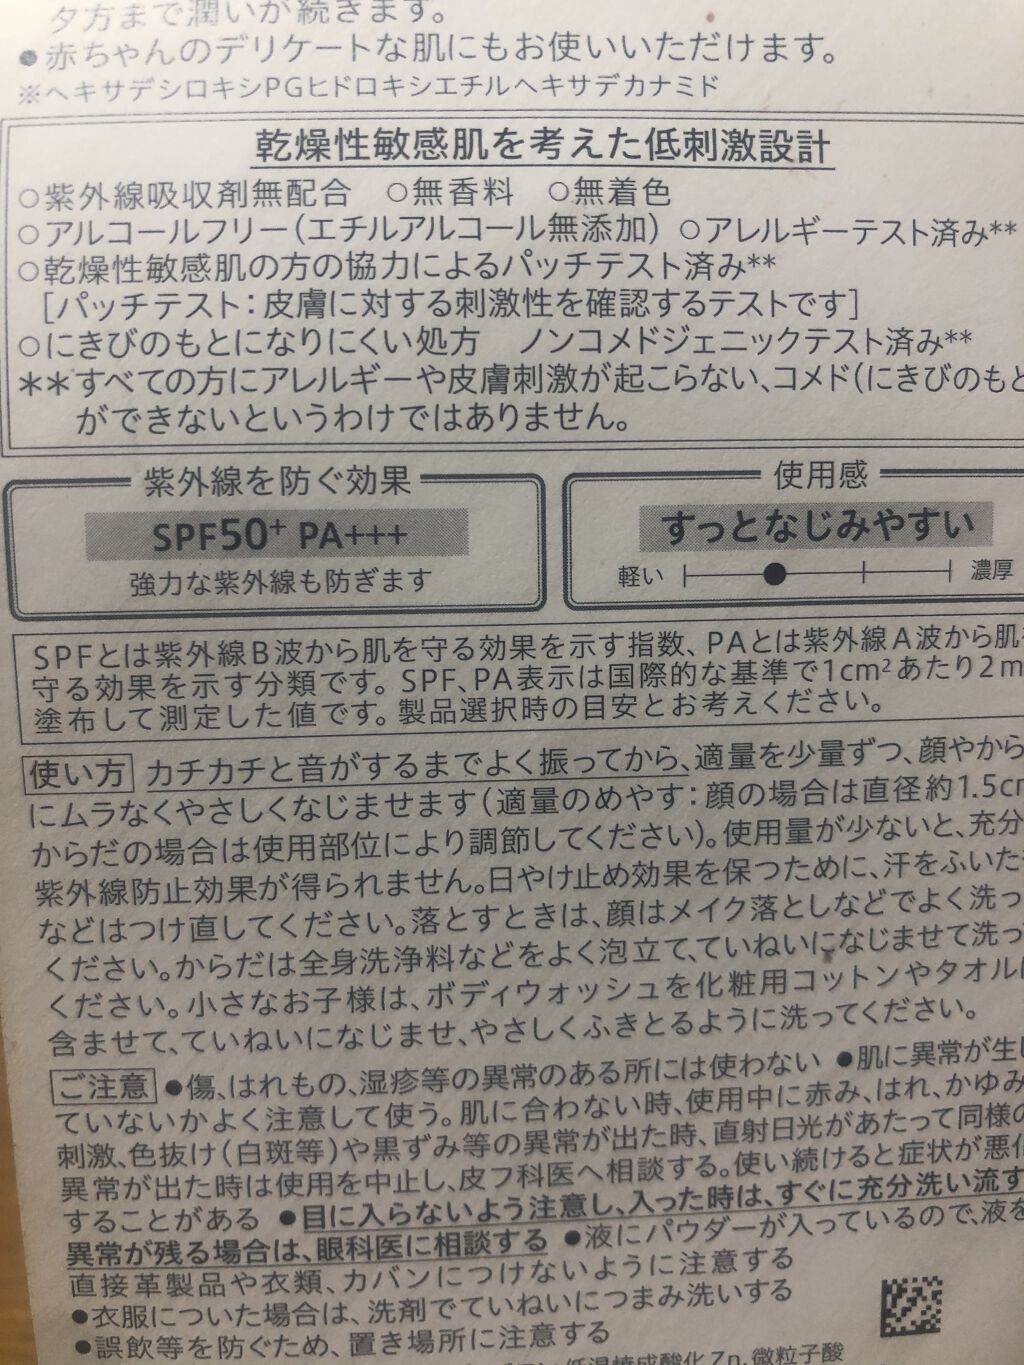 夕方まで潤いが続きます。
●赤ちゃんのデリケートな肌にもお使いいただけます。
※ヘキサデシロキシPGヒドロキシエチルヘキサデカナミド
乾燥性敏感肌を考えた低刺激設計
○紫外線吸収剤無配合 ○無香料 ○無着色
○アルコールフリー(エチルアルコール無添加) ○アレルギーテスト済み**
○乾燥性敏感肌の方の協力によるパッチテスト済み**
[パッチテスト:皮膚に対する刺激性を確認するテストです]
○にきびのもとになりにくい処方 ノンコメドジェニックテスト済み**
**すべての方にアレルギーや皮膚刺激が起こらない、コメド(にきびのもと
ができないというわけではありません。
紫外線を防ぐ効果
SPF50+ PA+++
強力な紫外線も防ぎます
使用感
すっとなじみやすい
軽い 濃厚
SPFとは紫外線B波から肌を守る効果を示す指数、PAとは紫外線A波から肌を
守る効果を示す分類です。SPF、PA表示は国際的な基準で1cm²あたり2m
塗布して測定した値です。製品選択時の目安とお考えください。
使い方 カチカチと音がするまでよく振ってから、適量を少量ずつ、顔やから
にムラなくやさしくなじませます(適量のめやす:顔の場合は直径約1.5cm
からだの場合は使用部位により調節してください)。使用量が少ないと、充分
紫外線防止効果が得られません。日やけ止め効果を保つために、汗をふいた
などはつけ直してください。落とすときは、顔はメイク落としなどでよく洗っ
ください。からだは全身洗浄料などをよく泡立て、ていねいになじませて洗っ
ください。小さなお子様は、ボディウォッシュを化粧用コットンやタオルに
含ませて、ていねいになじませ、やさしくふきとるように洗ってください。
ご注意 ●傷、はれもの、湿疹等の異常のある所には使わない ●肌に異常が生じ
ていないかよく注意して使う。肌に合わない時、使用中に赤み、はれ、かゆみ
刺激、色抜け(白斑等)や黒ずみ等の異常が出た時、直射日光があたって同様の
異常が出た時は使用を中止し、皮フ科医へ相談する。使い続けると症状が悪化
することがある ●目に入らないよう注意し、入った時は、すぐに充分洗い流す
異常が残る場合は、眼科医に相談する ●液にパウダーが入っているので、液を
直接革製品や衣類、カバンにつけないように注意する
●衣服についた場合は、洗剤でていねいにつまみ洗いする
●誤飲等を防ぐため、置き場所に注意する
低温焼成酸化Zn、微粒子酸